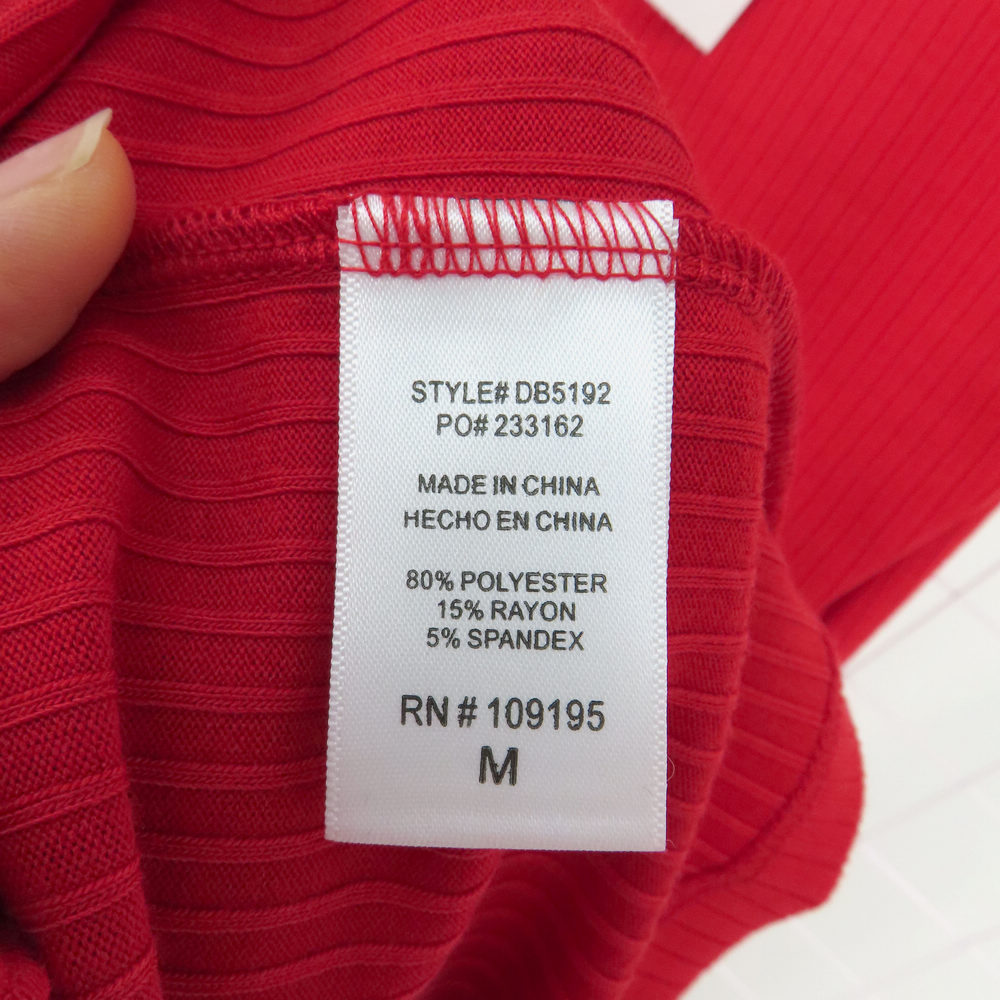 STYLE# DB5192
PO# 233162
MADE IN CHINA
HECHO EN CHINA
80% POLYESTER
15% RAYON
5% SPANDEX
RN # 109195
M